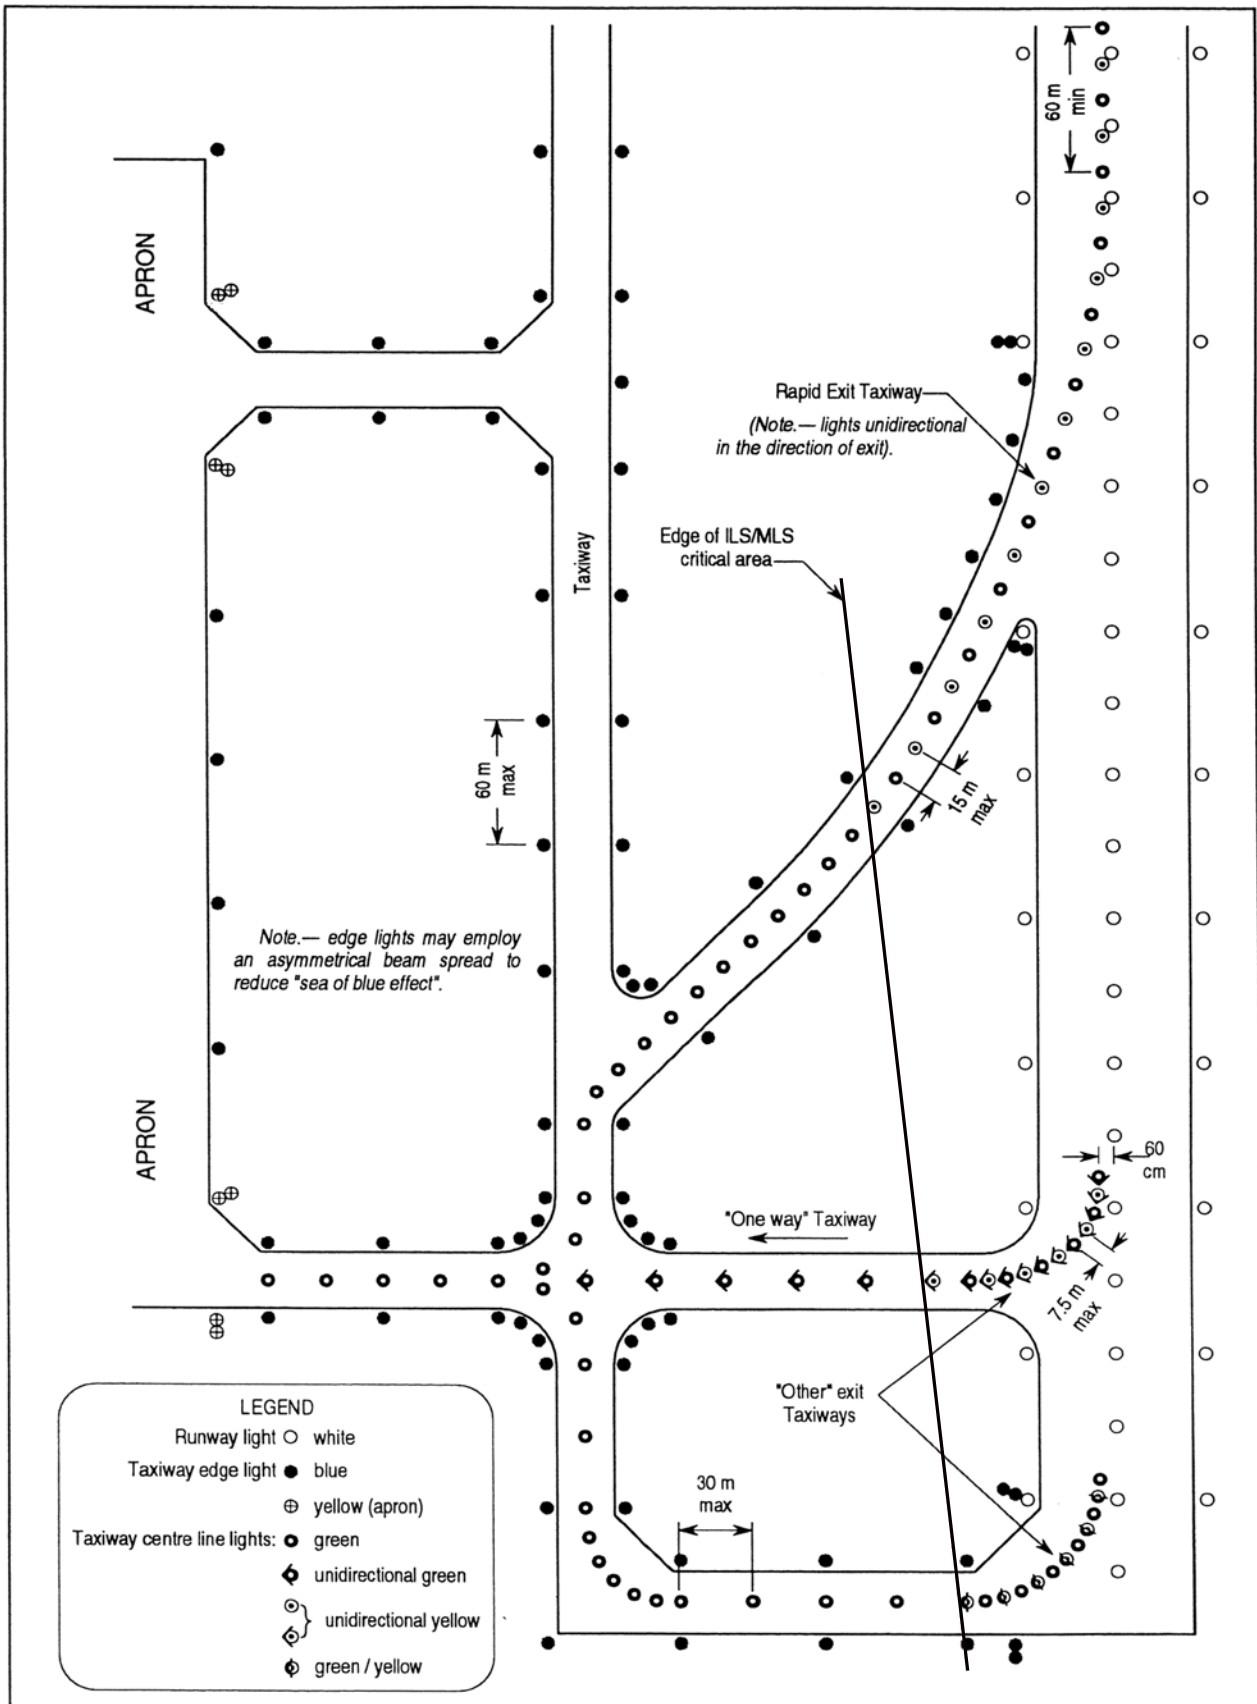 60 m
min
APRON
Rapid Exit Taxiway
(Note.— lights unidirectional
in the direction of exit).
Edge of ILS/MLS
critical area
Taxiway
60 m
max
15 m
max
Note.— edge lights may employ
an asymmetrical beam spread to
reduce "sea of blue effect".
APRON
60
cm
"One way" Taxiway
7.5 m
max
"Other" exit
Taxiways
30 m
max
LEGEND
Runway light white
Taxiway edge light blue
yellow (apron)
Taxiway centre line lights: green
unidirectional green
unidirectional yellow
green / yellow